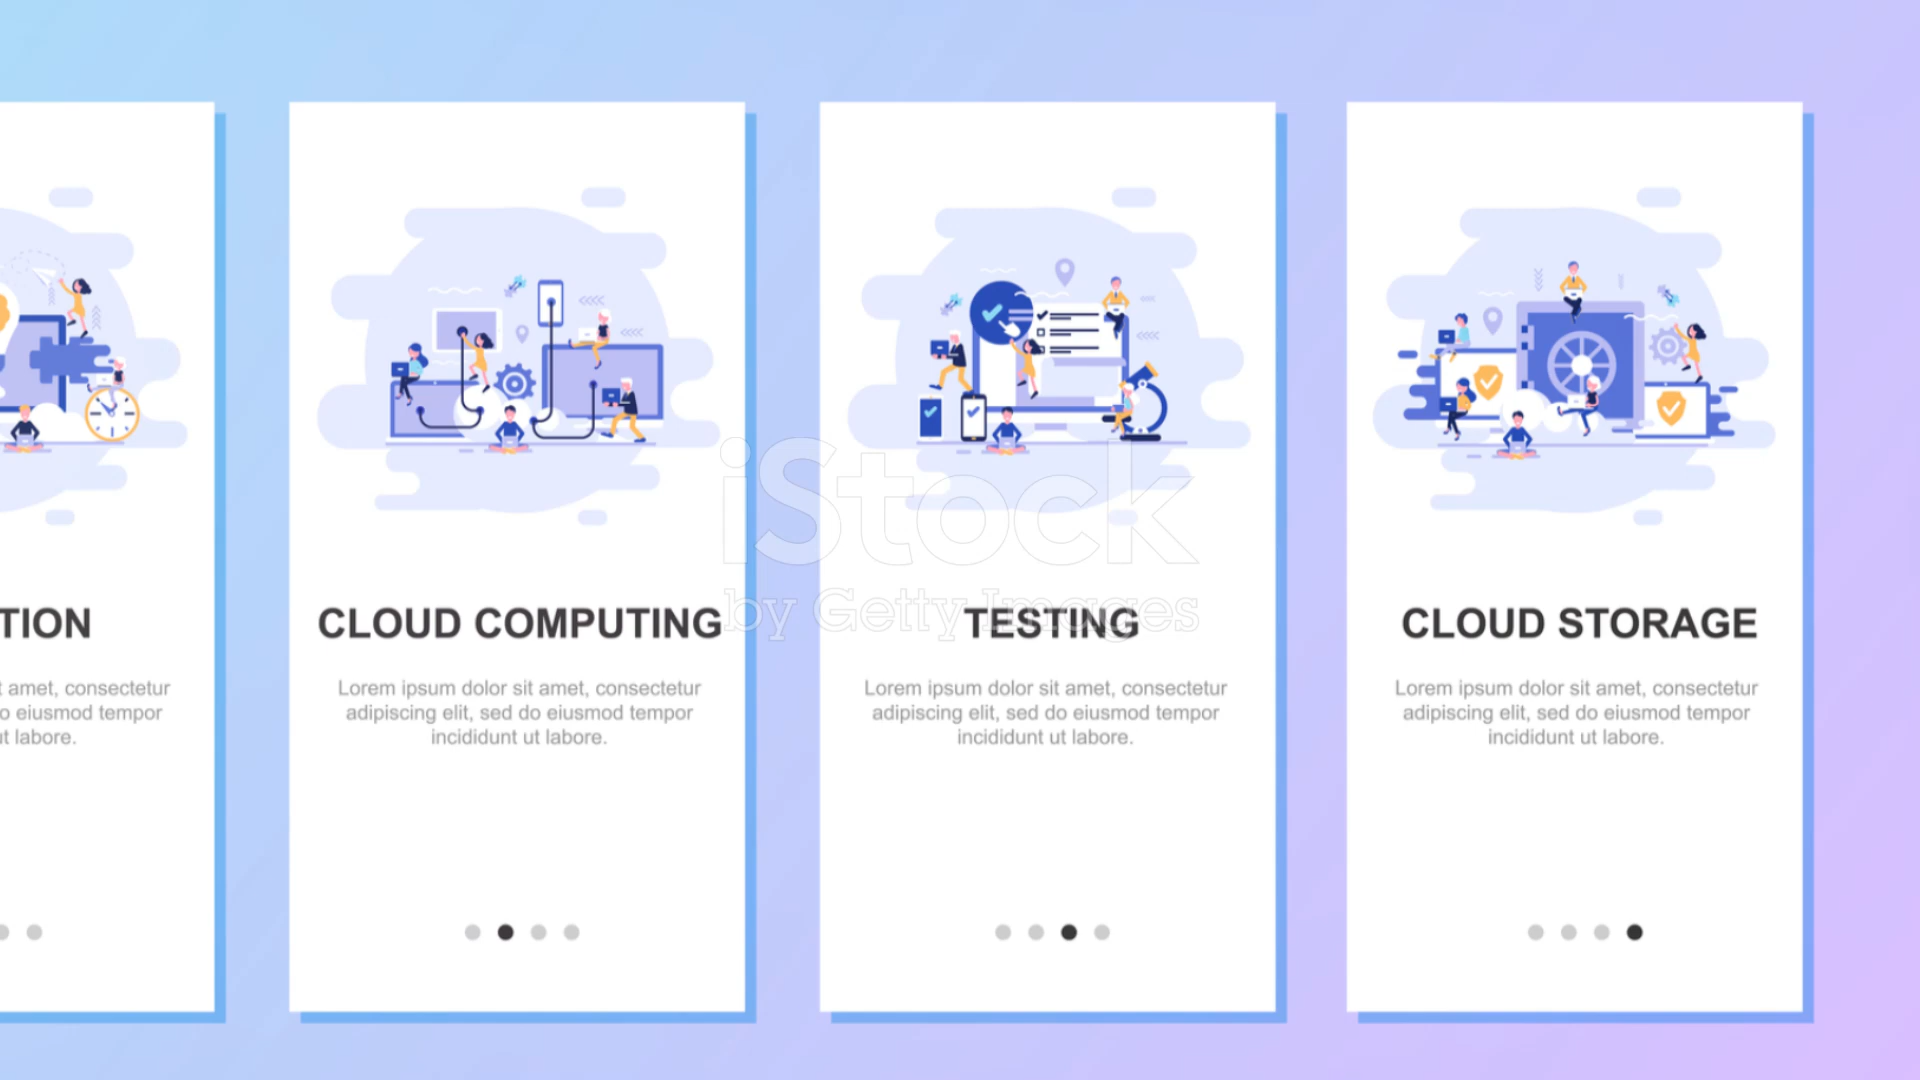 TION
t amet, consectetur
o eiusmod tempor
ut labore.
CLOUD COMPUTING
Lorem ipsum dolor sit amet, consectetur
adipiscing elit, sed do eiusmod tempor
incididunt ut labore.
TESTING
Lorem ipsum dolor sit amet, consectetur
adipiscing elit, sed do eiusmod tempor
incididunt ut labore.
CLOUD STORAGE
Lorem ipsum dolor sit amet, consectetur
adipiscing elit, sed do eiusmod tempor
incididunt ut labore.
iStock
by Getty Images